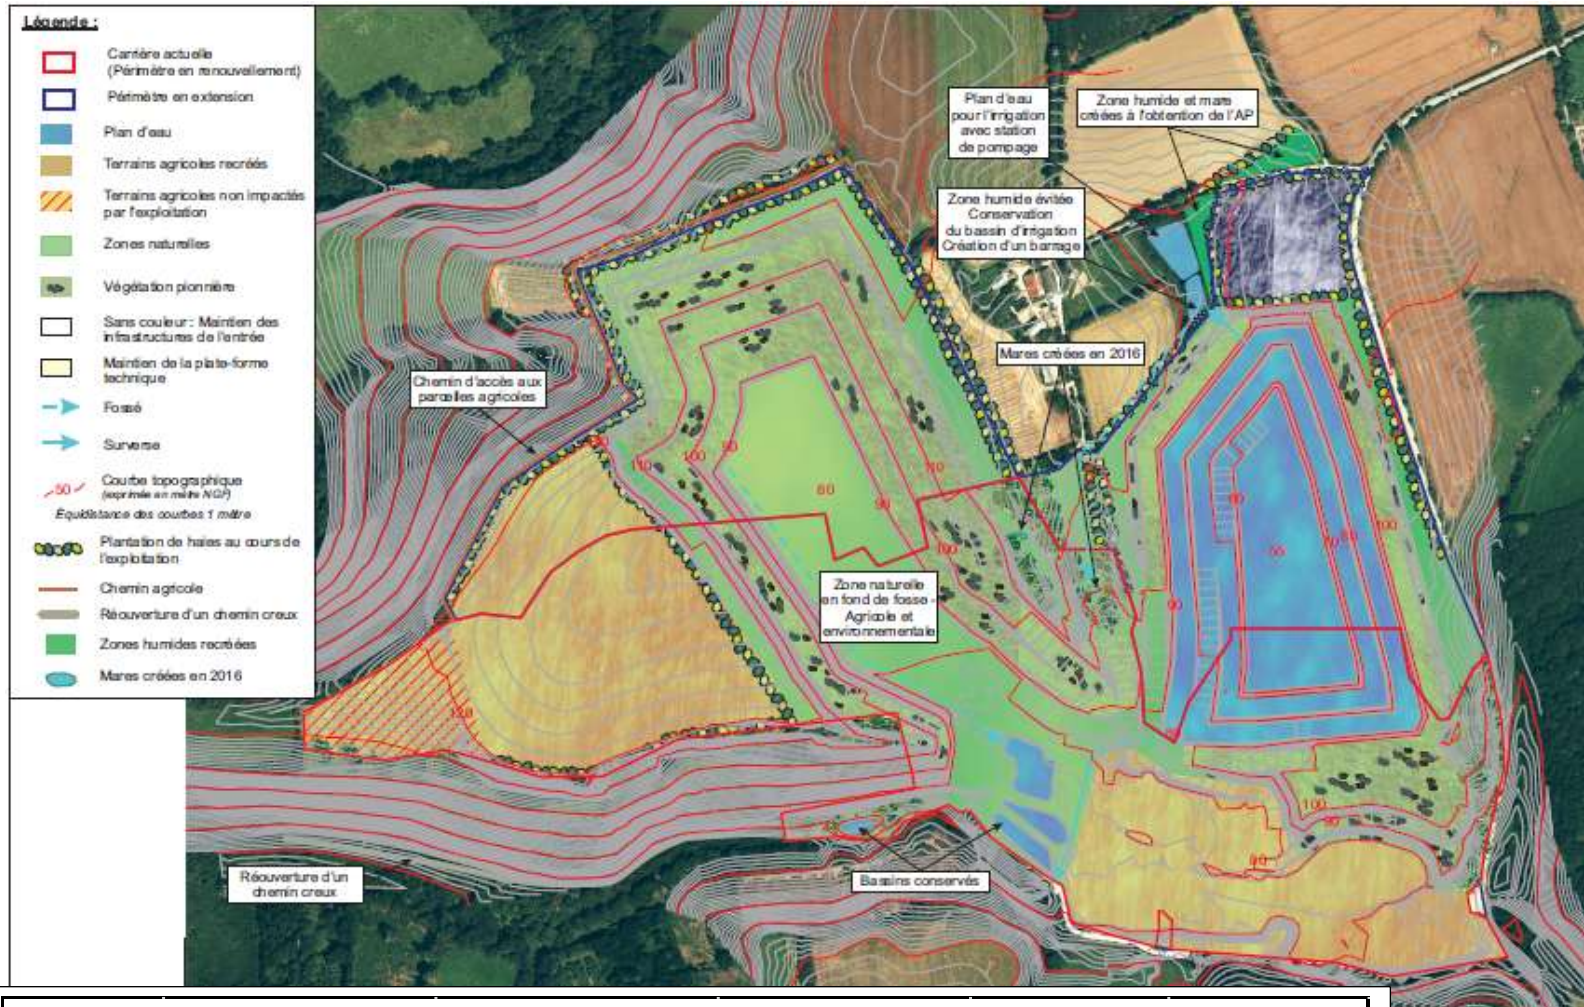 Légende :
Carrière actuelle
(Périmètre en renouvellement)
Périmètre en extension
Plan d'eau
Terrains agricoles recréés
Terrains agricoles non impactés
par l'exploitation
Zones naturelles
Végétation pionnière
Sans couleur : Maintien des
infrastructures de l'entrée
Maintien de la plate-forme
technique
Fossé
Surverse
50
Courbe topographique
(exprimée en mètre NGF)
Équidistance des courbes 1 mètre
Plantation de haies au cours de
l'exploitation
Chemin agricole
Réouverture d'un chemin creux
Zones humides recréées
Mares créées en 2016
Plan d'eau
pour l'irrigation
avec station
de pompage
Zone humide et mare
créées à l'obtention de l'AP
Zone humide évitée
Conservation
du bassin d'irrigation
Création d'un barrage
Mares créées en 2016
Chemin d'accès aux
parcelles agricoles
110
100
90
110
80
90
100
Zone naturelle
en fond de fosse -
Agricole et
environnementale
100
90
120
100
90
Bassins conservés
Réouverture d'un
chemin creux